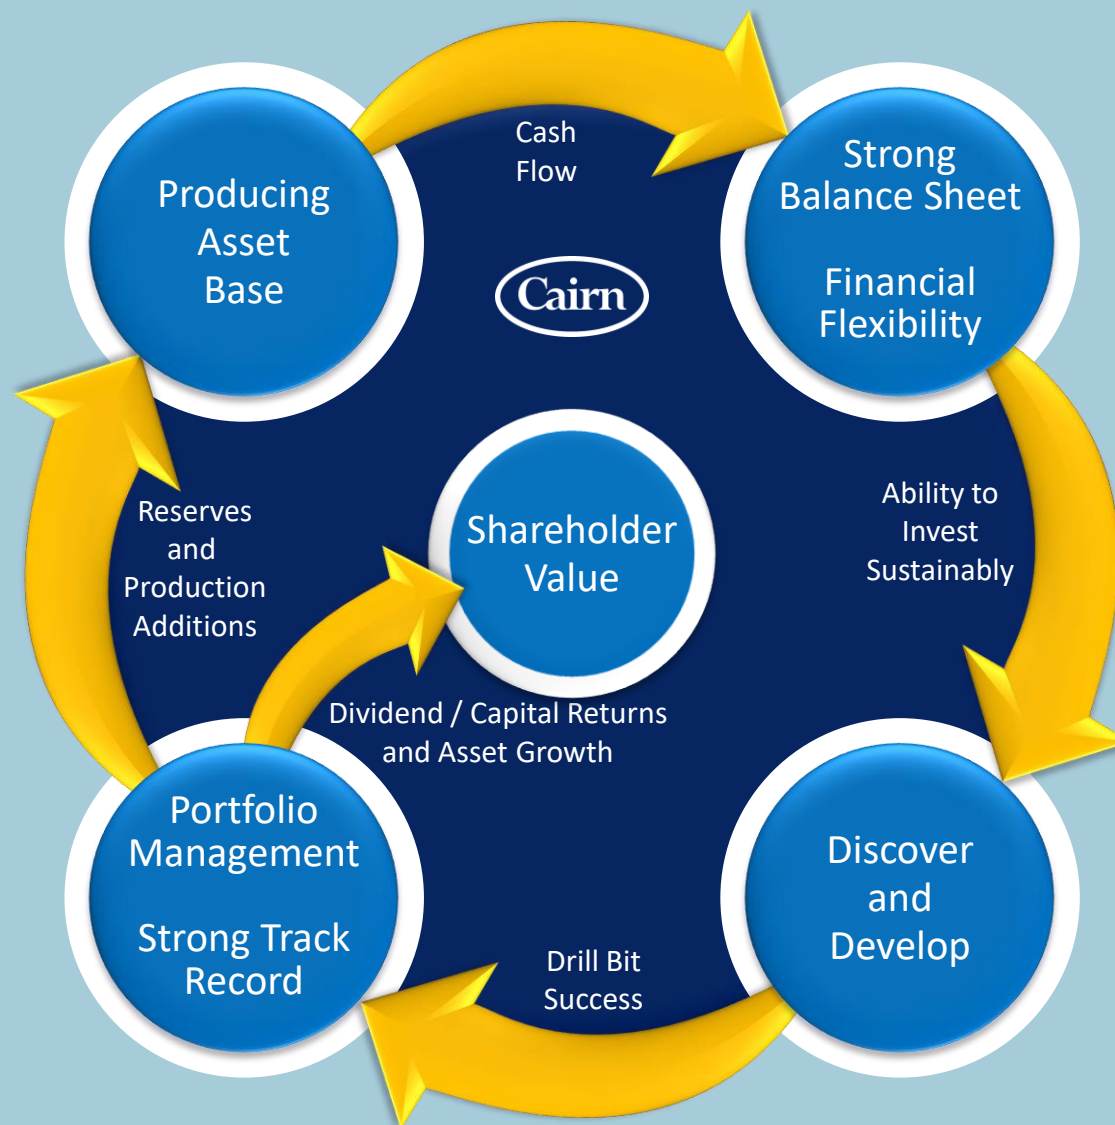 Cash
Flow
Producing
Asset
Base
Strong
Balance Sheet
Financial
Flexibility
Cairn
Reserves
and
Production
Additions
Shareholder
Value
Ability to
Invest
Sustainably
Dividend / Capital Returns
and Asset Growth
Portfolio
Management
Strong Track
Record
Discover
and
Develop
Drill Bit
Success